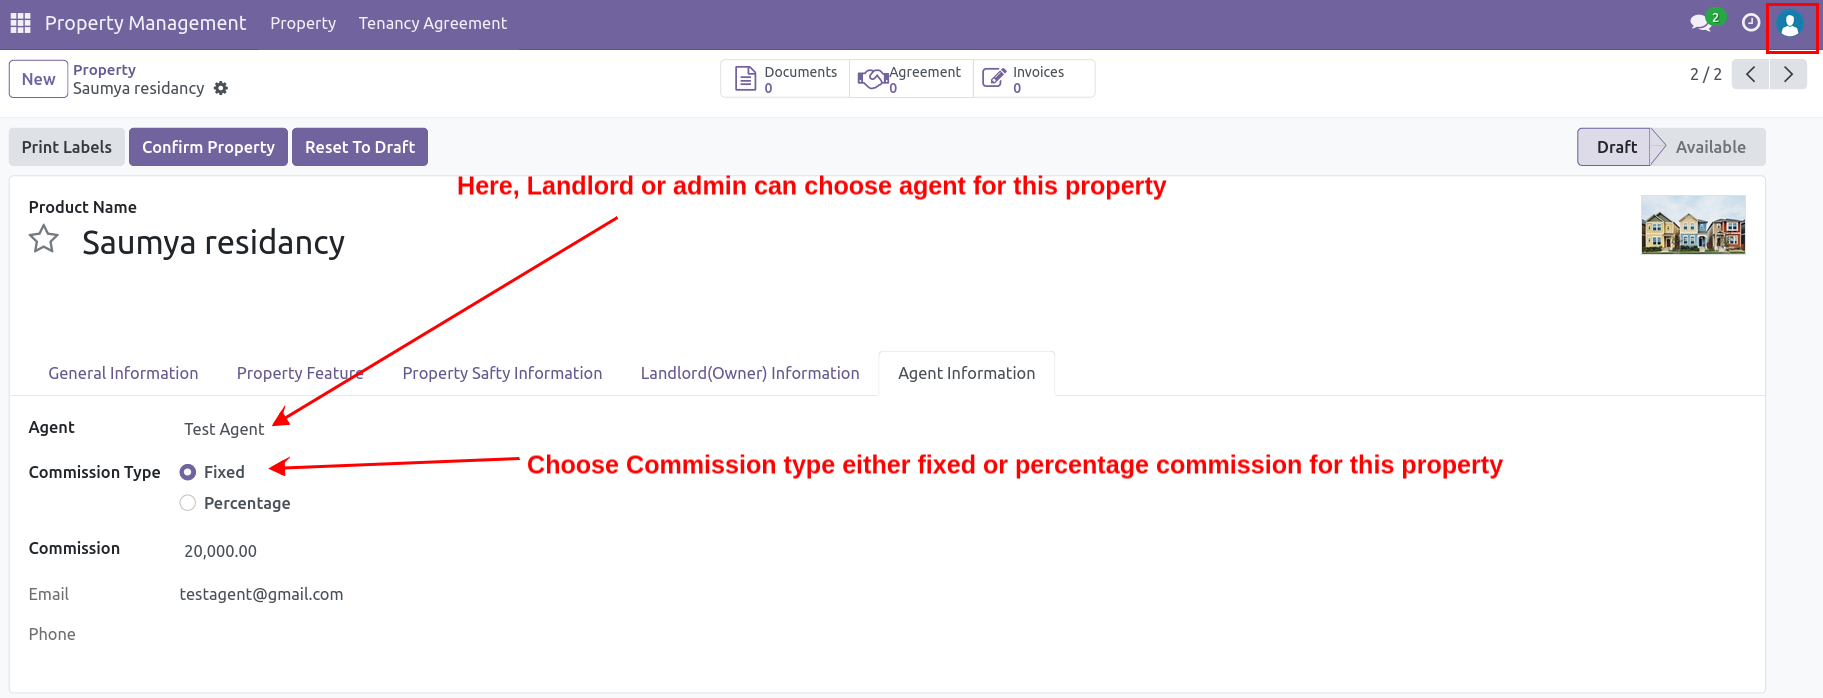 Property Management Property Tenancy Agreement 2
New Property
Saumya residancy
Documents 0 Agreement 0 Invoices 0
2 / 2
Print Labels Confirm Property Reset To Draft Draft Available
Here, Landlord or admin can choose agent for this property
Product Name
Saumya residancy
General Information Property Feature Property Safty Information Landlord(Owner) Information Agent Information
Agent Test Agent
Commission Type Fixed
Choose Commission type either fixed or percentage commission for this property
Percentage
Commission 20,000.00
Email testagent@gmail.com
Phone